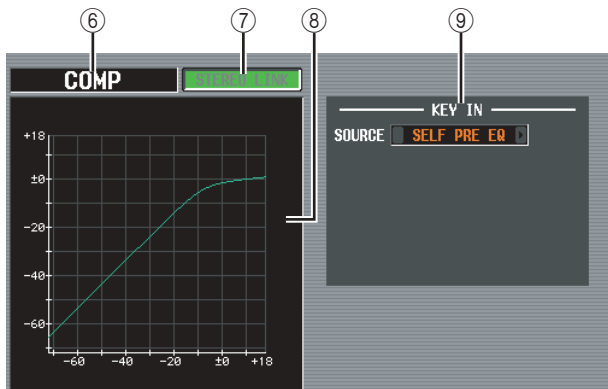 ⑥ ⑦ ⑧ ⑨
COMP STEREO LINK
KEY IN
SOURCE SELF PRE EQ
+18
±0
-20
-40
-60
-60 -40 -20 ±0 +18